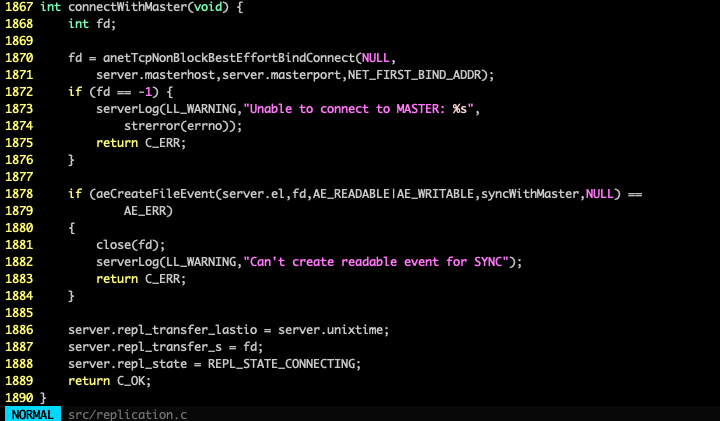 1867 int connectWithMaster(void) {
1868     int fd;
1869
1870     fd = anetTcpNonBlockBestEffortBindConnect(NULL,
1871         server.masterhost,server.masterport,NET_FIRST_BIND_ADDR);
1872     if (fd == -1) {
1873         serverLog(LL_WARNING,"Unable to connect to MASTER: %s",
1874             strerror(errno));
1875         return C_ERR;
1876     }
1877
1878     if (aeCreateFileEvent(server.el,fd,AE_READABLE|AE_WRITABLE,syncWithMaster,NULL) ==
1879             AE_ERR)
1880     {
1881         close(fd);
1882         serverLog(LL_WARNING,"Can't create readable event for SYNC");
1883         return C_ERR;
1884     }
1885
1886     server.repl_transfer_lastio = server.unixtime;
1887     server.repl_transfer_s = fd;
1888     server.repl_state = REPL_STATE_CONNECTING;
1889     return C_OK;
1890 }
NORMAL src/replication.c